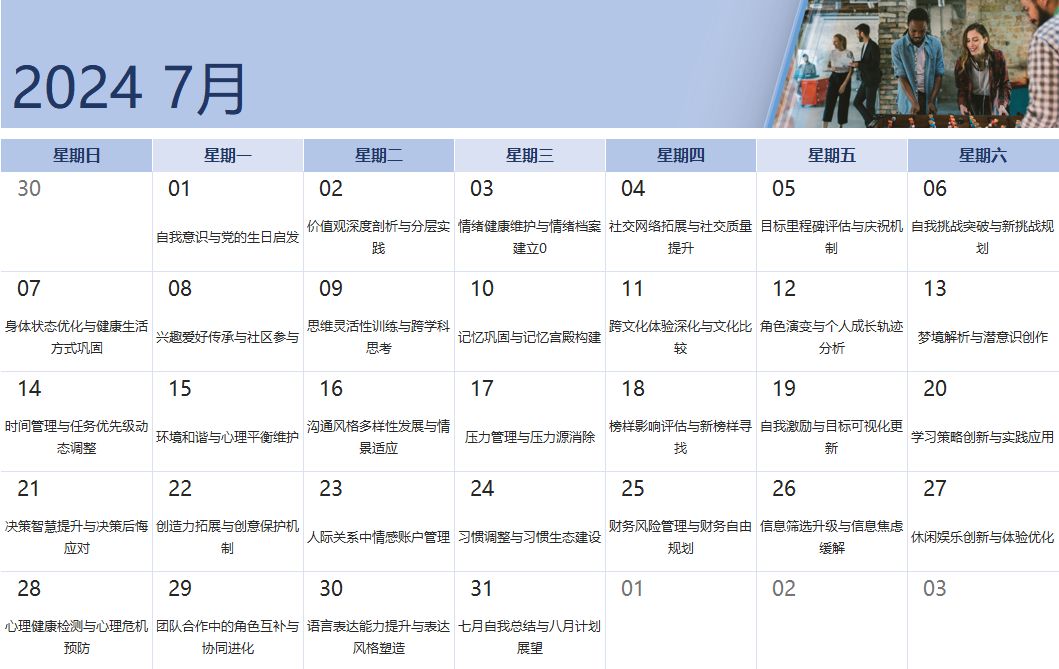 2024 7月
星期日 星期一 星期二 星期三 星期四 星期五 星期六
30 01 02 03 04 05 06
自我意识与党的生日启发
价值观深度剖析与分层实
践
情绪健康维护与情绪档案
建立0
社交网络拓展与社交质量
提升
目标里程碑评估与庆祝机
制
自我挑战突破与新挑战规
划
07 08 09 10 11 12 13
身体状态优化与健康生活
方式巩固
兴趣爱好传承与社区参与
思维灵活性训练与跨学科
思考
记忆巩固与记忆宫殿构建
跨文化体验深化与文化比
较
角色演变与个人成长轨迹
分析
梦境解析与潜意识创作
14 15 16 17 18 19 20
时间管理与任务优先级动
态调整
环境和谐与心理平衡维护
沟通风格多样性发展与情
景适应
压力管理与压力源消除
榜样影响评估与新榜样寻
找
自我激励与目标可视化更
新
学习策略创新与实践应用
21 22 23 24 25 26 27
决策智慧提升与决策后悔
应对
创造力拓展与创意保护机
制
人际关系中情感账户管理
习惯调整与习惯生态建设
财务风险管理与财务自由
规划
信息筛选升级与信息焦虑
缓解
休闲娱乐创新与体验优化
28 29 30 31 01 02 03
心理健康检测与心理危机
预防
团队合作中的角色互补与
协同进化
语言表达能力提升与表达
风格塑造
七月自我总结与八月计划
展望